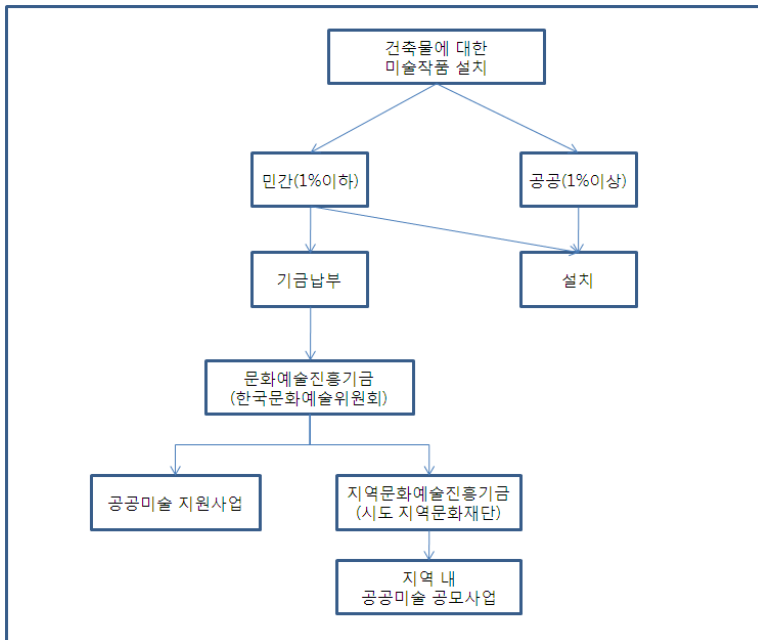 건축물에 대한
미술작품 설치
민간(1%이하)
공공(1%이상)
기금납부
설치
문화예술진흥기금
(한국문화예술위원회)
공공미술 지원사업
지역문화예술진흥기금
(시도 지역문화재단)
지역 내
공공미술 공모사업